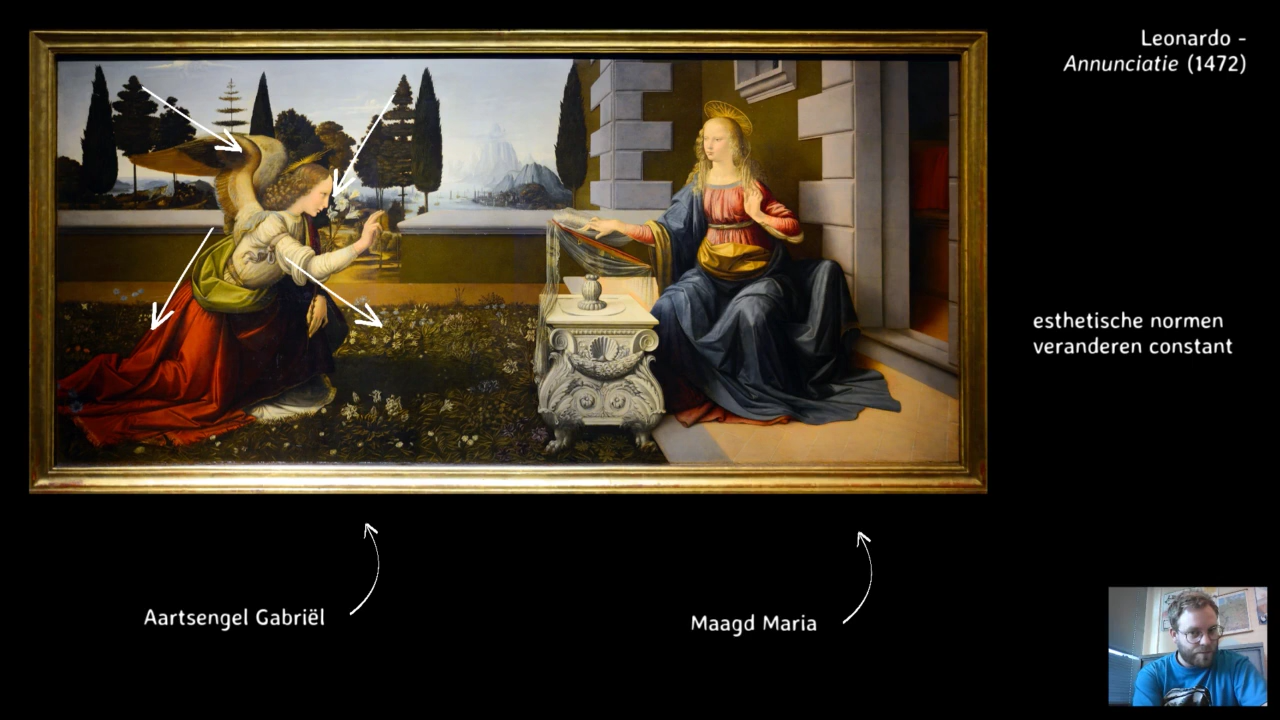 Leonardo -
Annunciatie (1472)
esthetische normen
veranderen constant
Aartsengel Gabriël
Maagd Maria